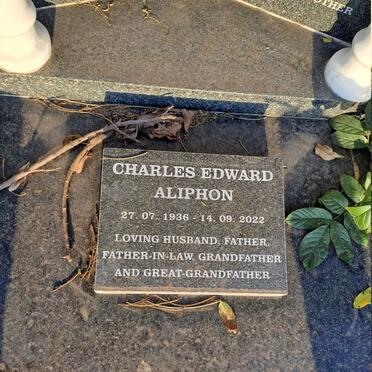 OTHER
CHARLES EDWARD
ALIPHON
27. 07. 1936 - 14. 09. 2022
LOVING HUSBAND, FATHER,
FATHER-IN-LAW, GRANDFATHER
AND GREAT-GRANDFATHER